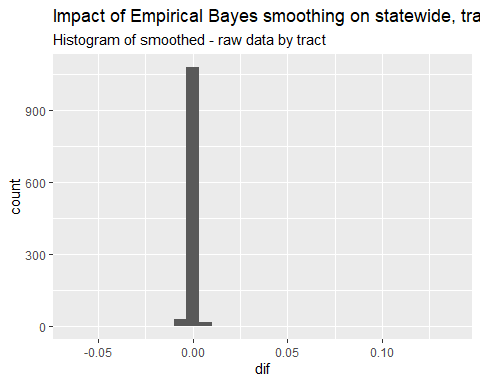 Impact of Empirical Bayes smoothing on statewide, tra
Histogram of smoothed - raw data by tract
900
600
300
0
count
-0.05
0.00
0.05
0.10
dif